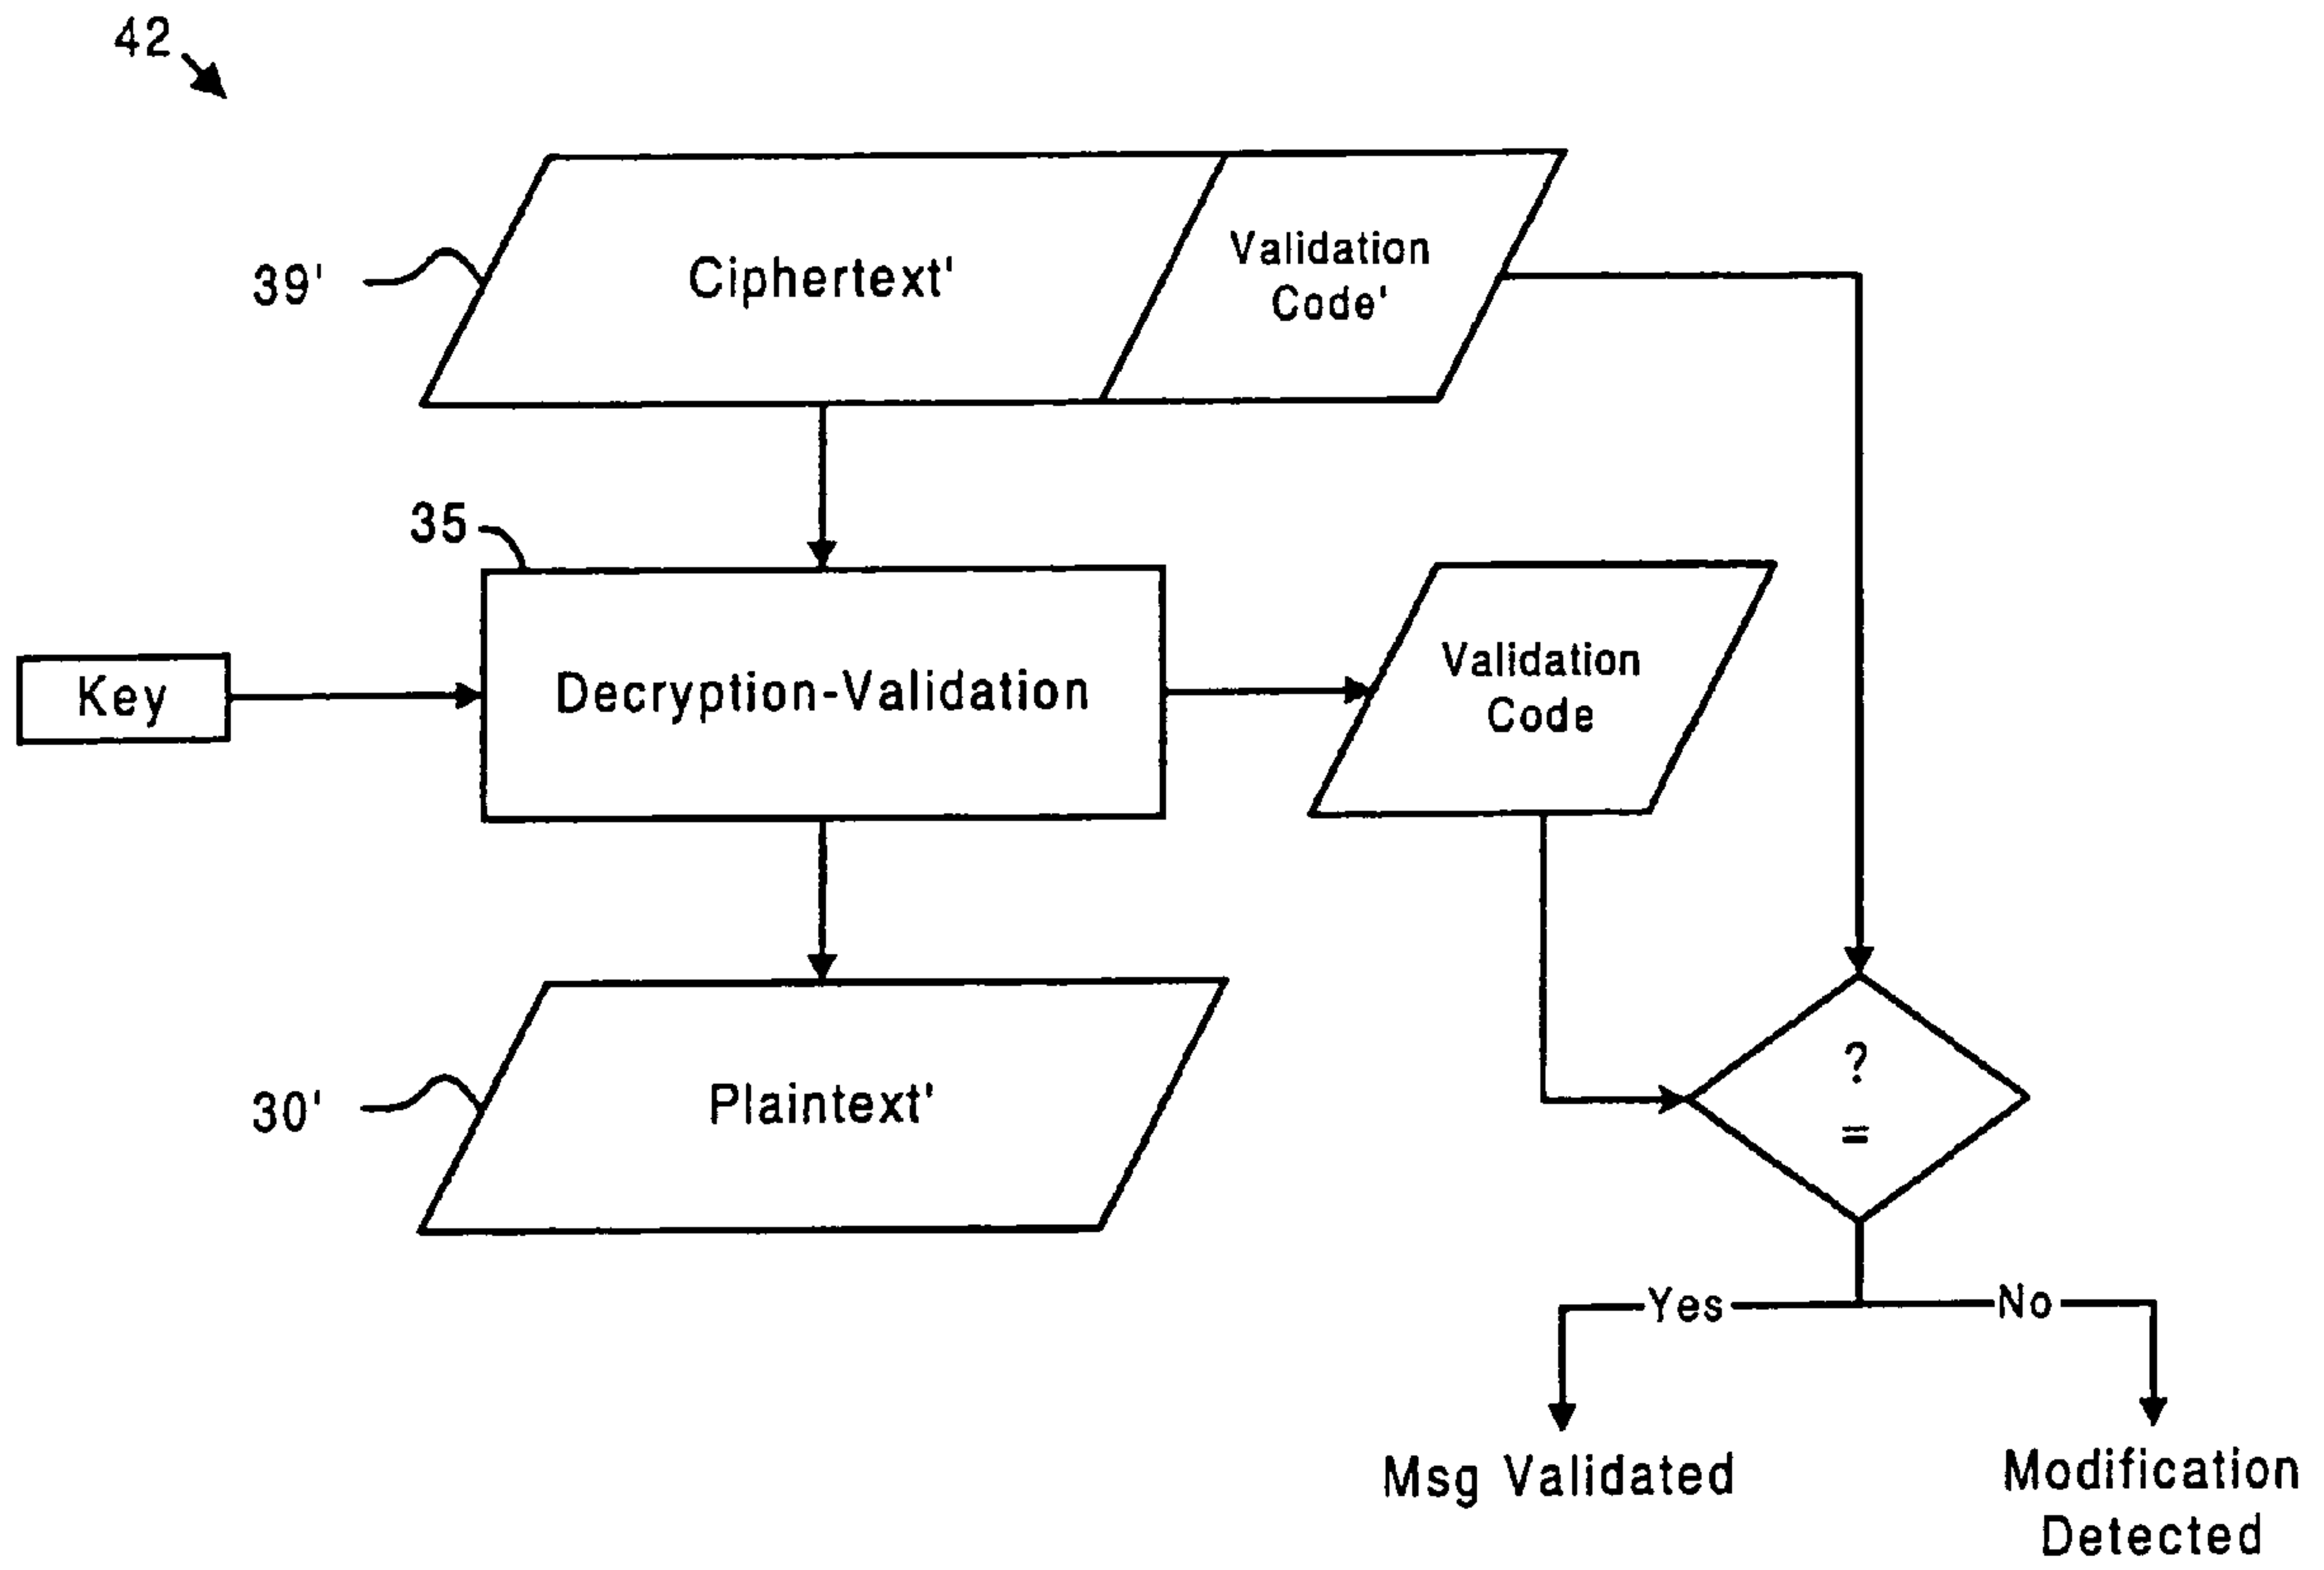 42
39'
Ciphertext'
Validation
Code'
35
Key
Decryption-Validation
Validation
Code
30'
Plaintext'
?
=
Yes
No
Msg Validated
Modification
Detected